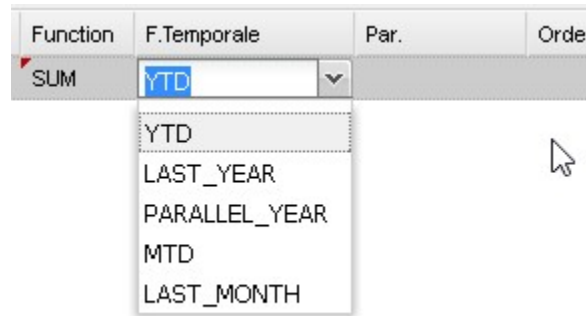 Function F.Temporale Par. Orde
SUM YTD
YTD
LAST_YEAR
PARALLEL_YEAR
MTD
LAST_MONTH